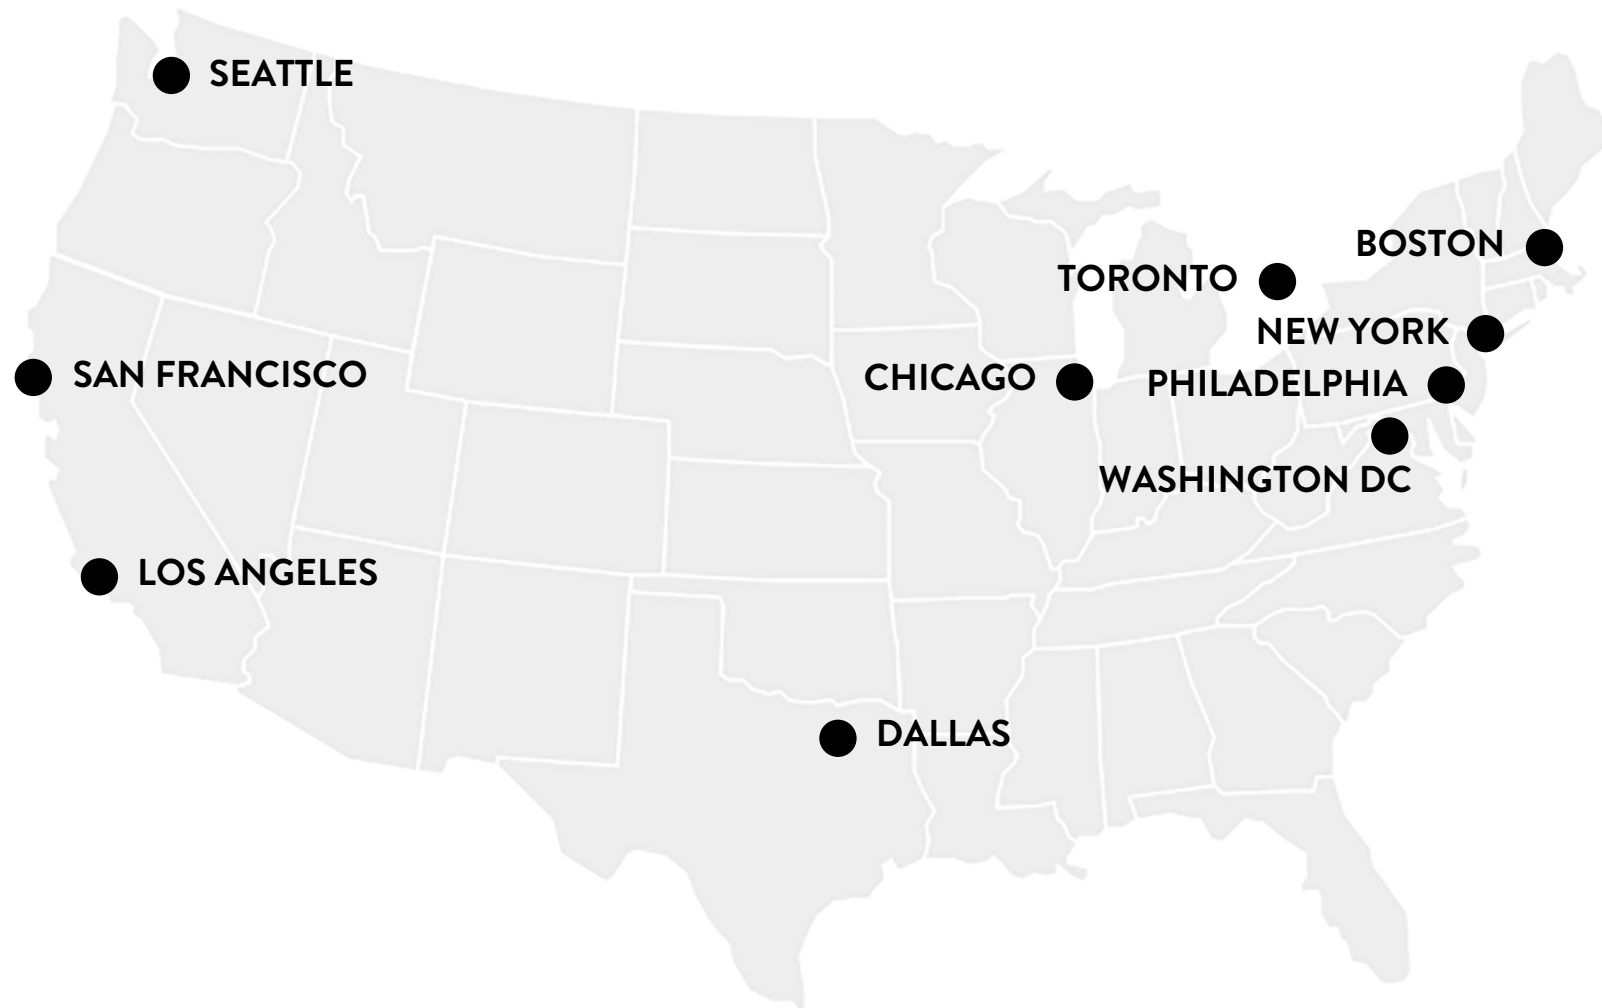 SEATTLE
BOSTON
TORONTO
NEW YORK
SAN FRANCISCO
CHICAGO
PHILADELPHIA
WASHINGTON DC
LOS ANGELES
DALLAS